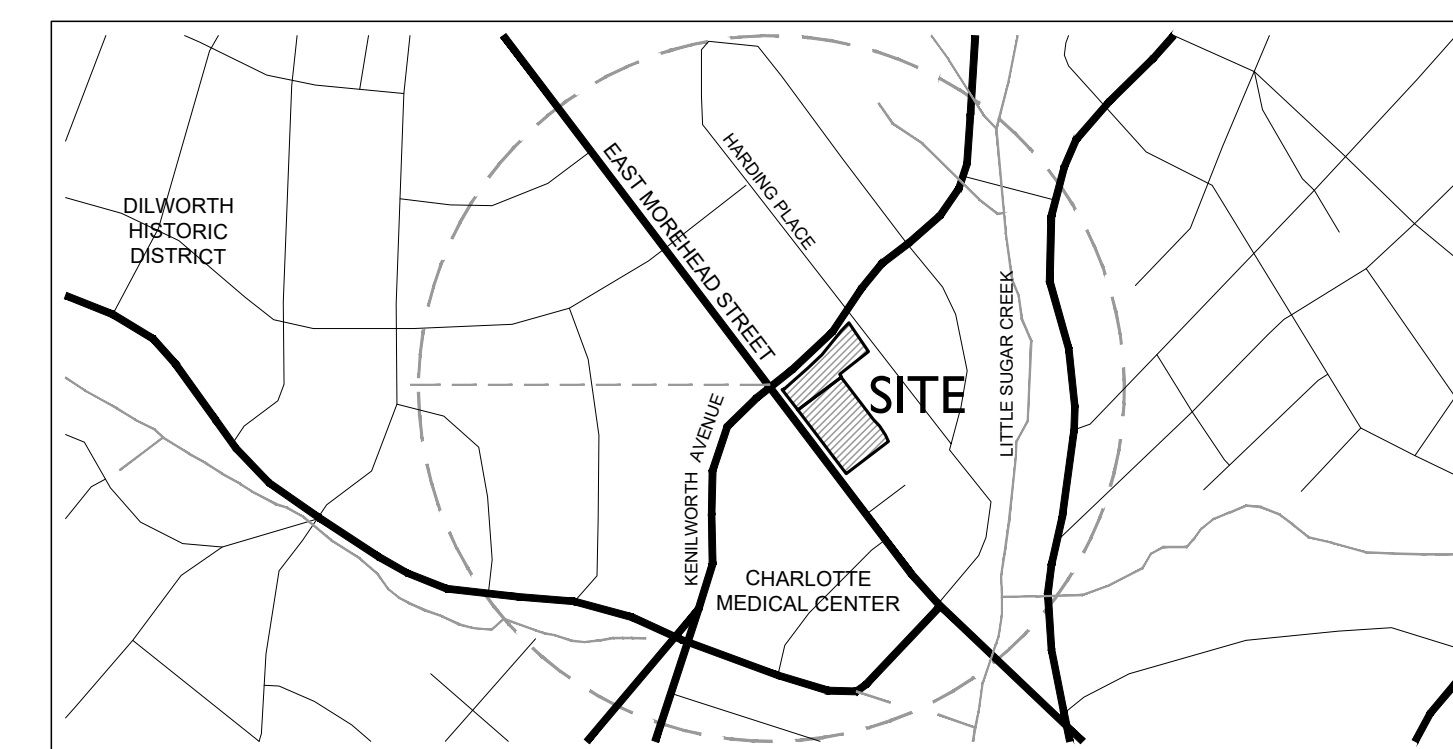 DILWORTH
HISTORIC
DISTRICT
EAST MOREHEAD STREET
HARDING PLACE
LITTLE SUGAR CREEK
SITE
KENILWORTH AVENUE
CHARLOTTE
MEDICAL CENTER